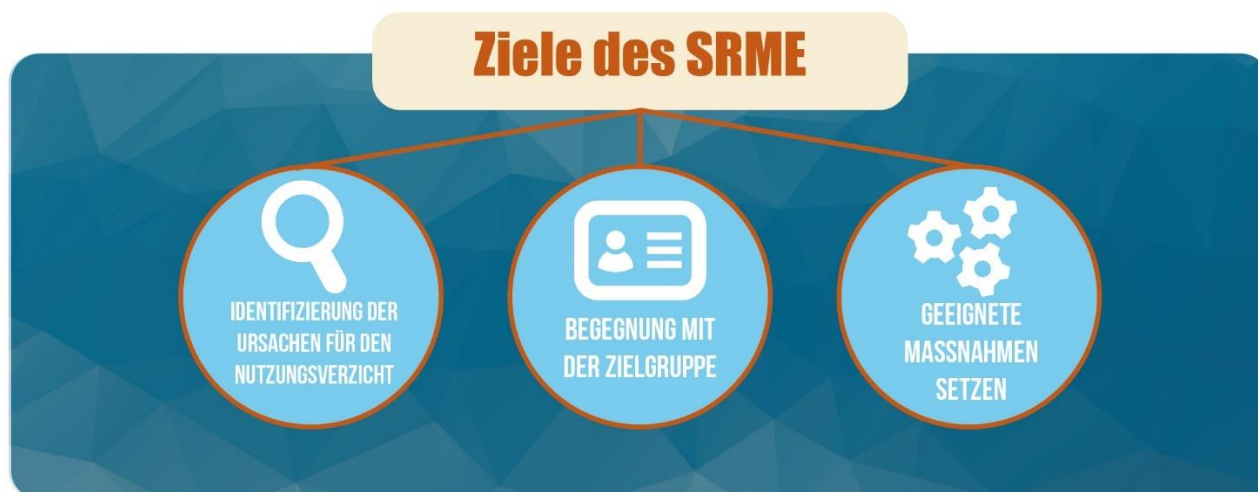 Ziele des SRME
IDENTIFIZIERUNG DER
URSACHEN FÜR DEN
NUTZUNGSVERZICHT
BEGEGNUNG MIT
DER ZIELGRUPPE
GEEIGNETE
MASSNAHMEN
SETZEN